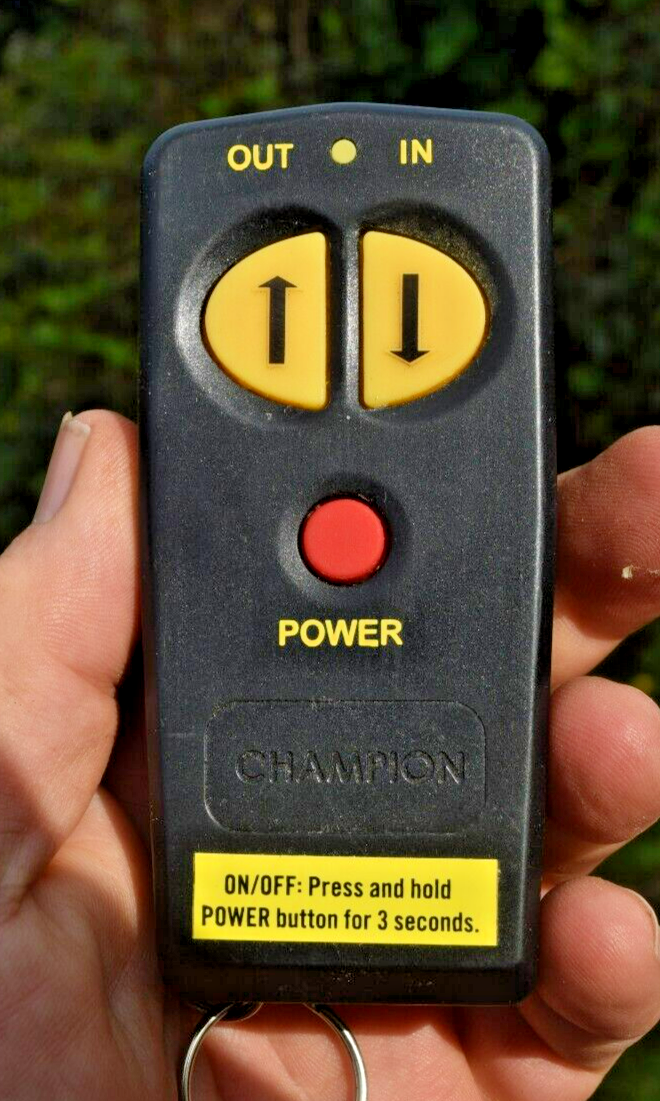 OUT IN
POWER
CHAMPION
ON/OFF: Press and hold
POWER button for 3 seconds.